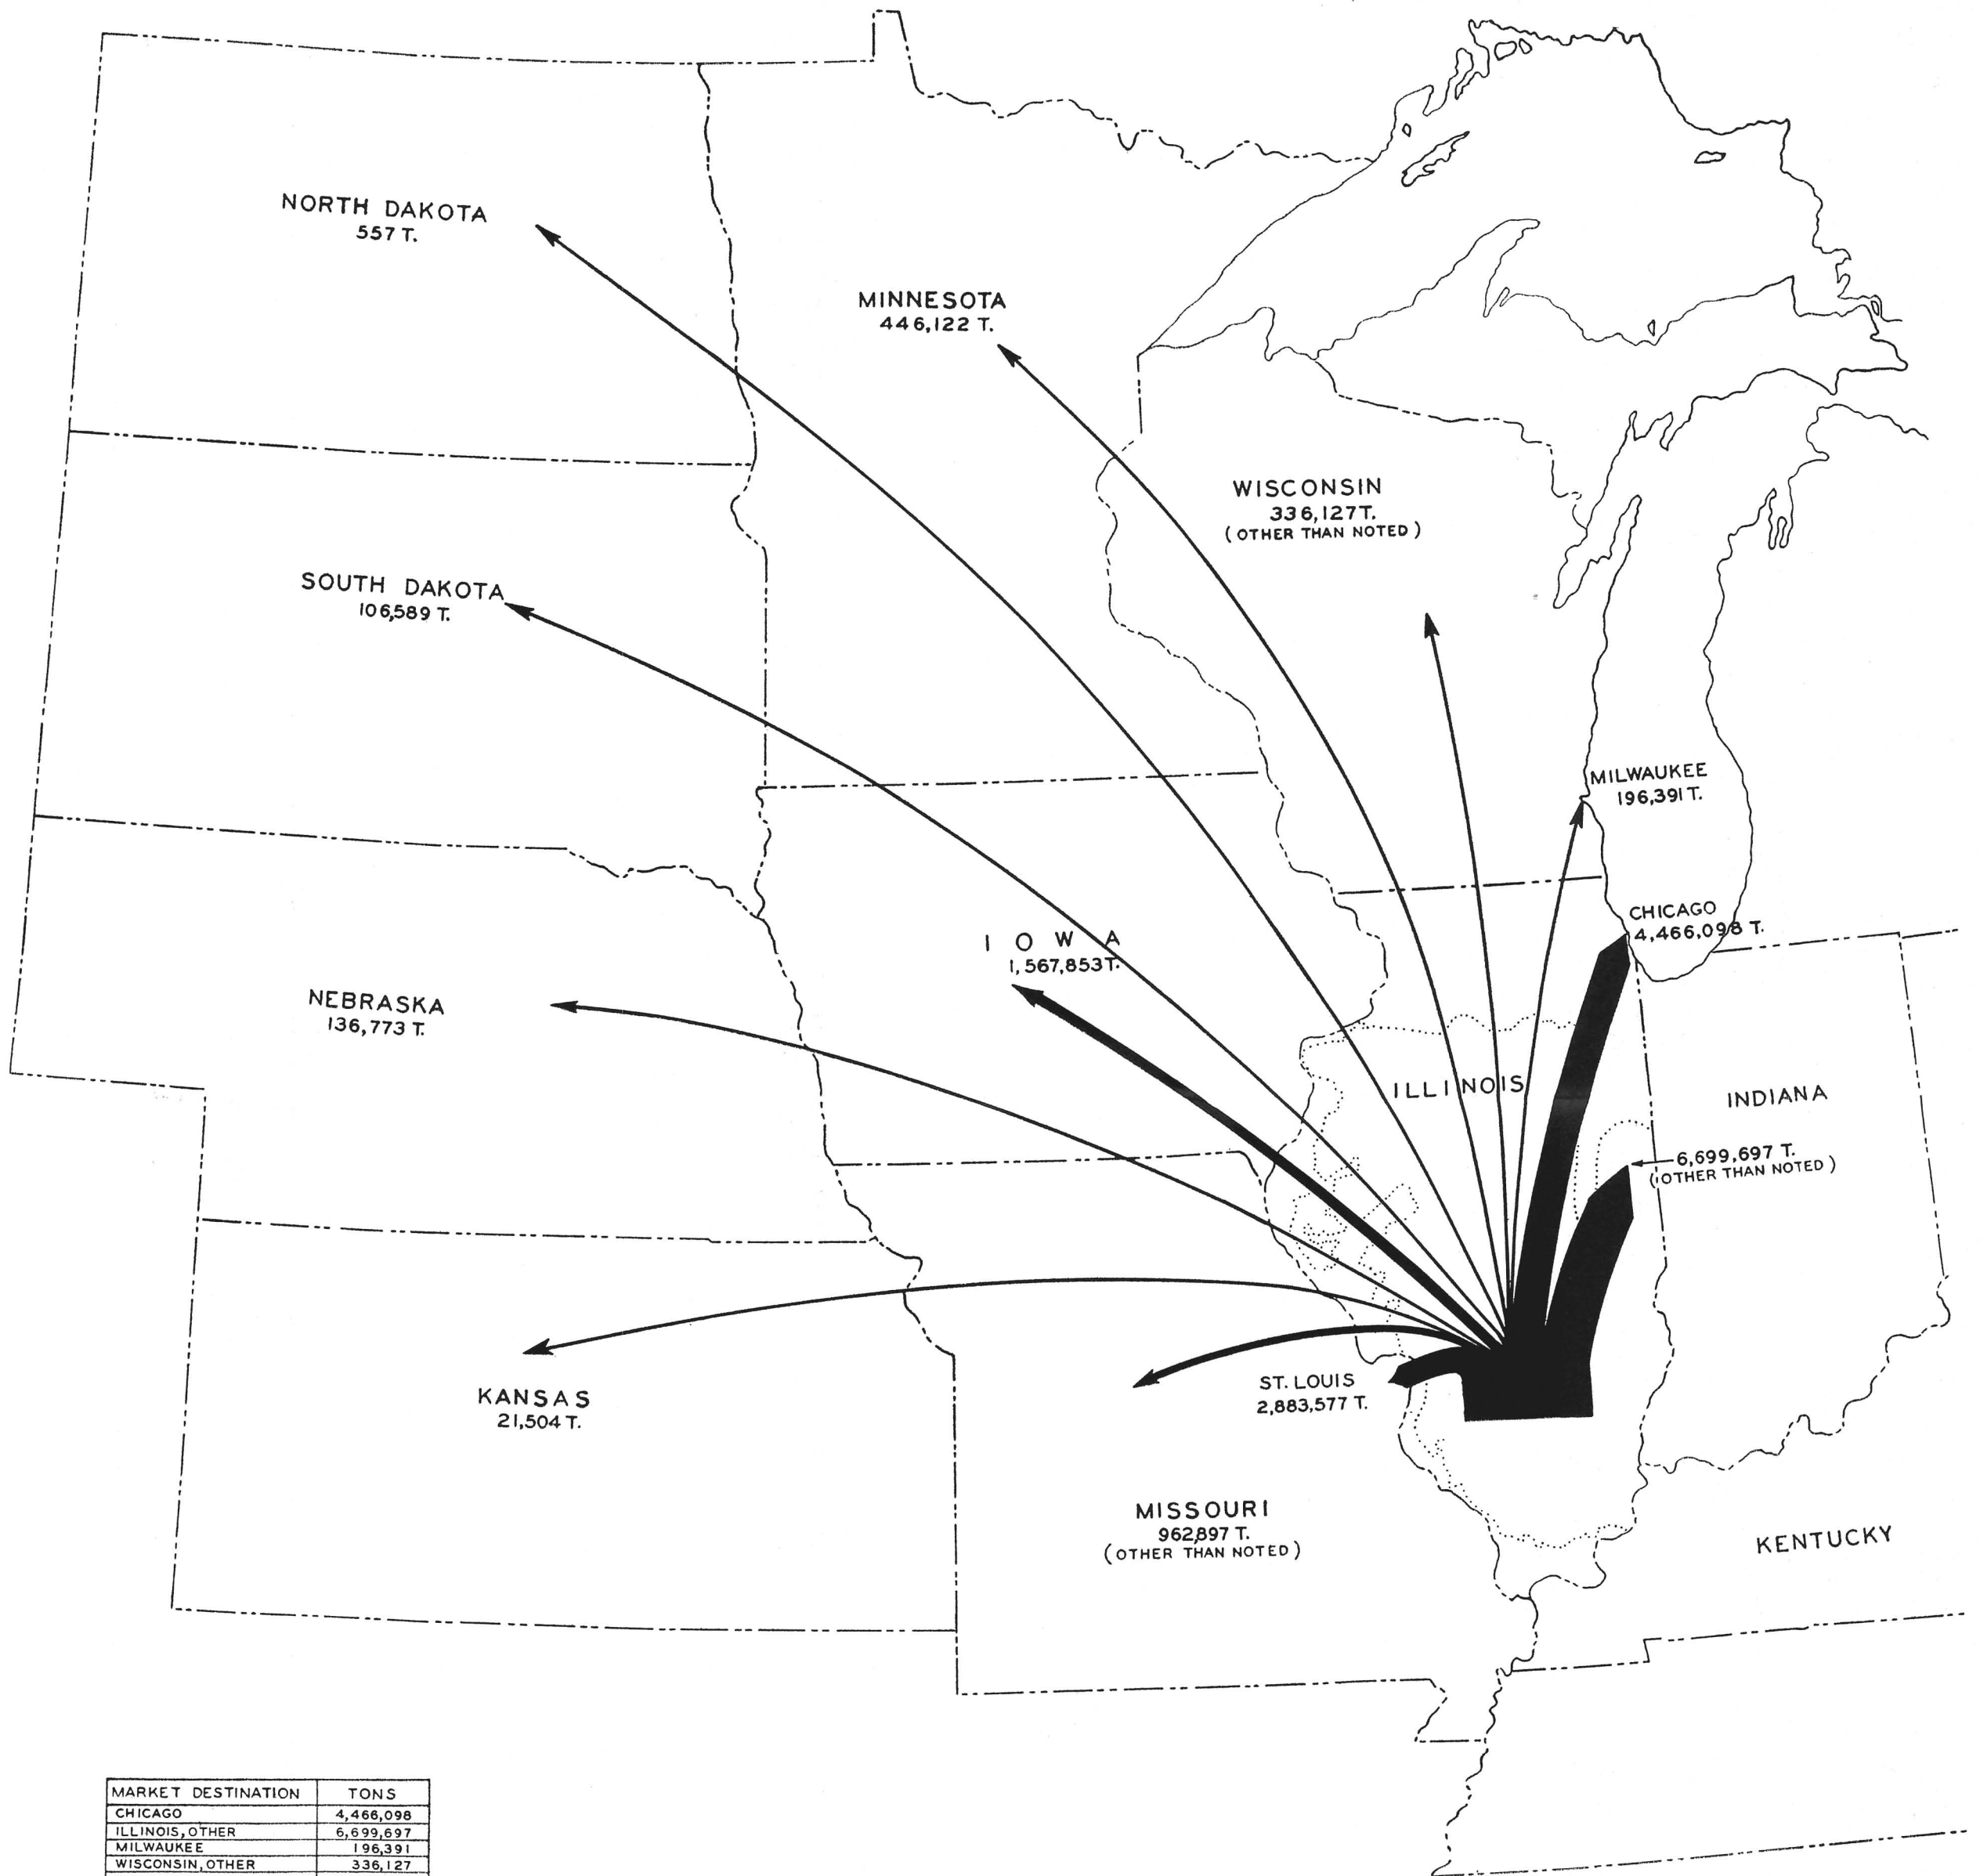 NORTH DAKOTA
557 T.
MINNESOTA
446,122 T.
WISCONSIN
336,127T.
(OTHER THAN NOTED)
SOUTH DAKOTA
106,589 T.
MILWAUKEE
196,391 T.
CHICAGO
4,466,098 T.
IOWA
1,567,853T.
NEBRASKA
136,773 T.
ILLINOIS
INDIANA
6,699,697 T.
(OTHER THAN NOTED)
KANSAS
21,504 T.
ST. LOUIS
2,883,577 T.
MISSOURI
962,897 T.
(OTHER THAN NOTED)
KENTUCKY
MARKET DESTINATION TONS
CHICAGO 4,466,098
ILLINOIS, OTHER 6,699,697
MILWAUKEE 196,391
WISCONSIN, OTHER 336,127